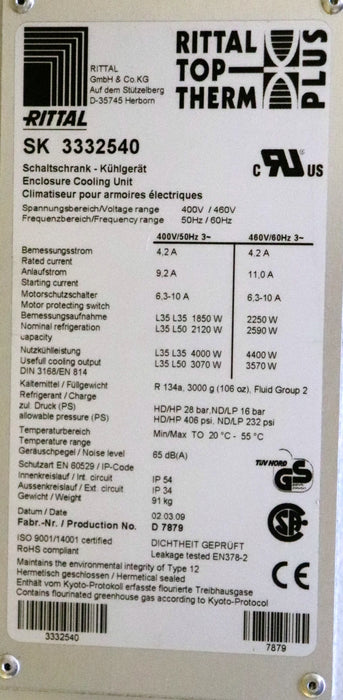 RITTAL
GmbH & Co.KG
Auf dem Stützelberg
D-35745 Herborn
RITTAL
RITTAL
TOP
THERM
PLUS
SK 3332540
c RU US
Schaltschrank - Kühlgerät
Enclosure Cooling Unit
Climatiseur pour armoires électriques
Spannungsbereich/Voltage range 400V / 460V
Frequenzbereich/Frequency range 50Hz / 60Hz
400V/50Hz 3~ 460V/60Hz 3~
Bemessungsstrom 4,2 A 4,2 A
Rated current
Anlaufstrom 9.2 A 11,0 A
Starting current
Motorschutzschalter 6,3-10 A 6,3-10 A
Motor protecting switch
Bemessungsaufnahme L35 L35 1850 W 2250 W
Nominal refrigeration L35 L50 2120 W 2590 W
capacity
Nutzkühlleistung L35 L35 4000 W 4400 W
Usefull cooling output L35 L50 3070 W 3570 W
DIN 3168/EN 814
Kältemittel / Füllgewicht R 134a, 3000 g (106 oz), Fluid Group 2
Refrigerant / Charge
zul. Druck (PS) HD/HP 28 bar, ND/LP 16 bar
allowable pressure (PS) HD/HP 406 psi, ND/LP 232 psi
Temperaturbereich Min/Max TO 20 °C - 55 °C
Temperature range
Geräuschpegel / Noise level 65 dB(A)
Schutzart EN 60529 / IP-Code
Innenkreislauf / Int. circuit IP 54
Aussenkreislauf / Ext. circuit IP 34
Gewicht / Weight 91 kg
TÜV NORD
GS
Datum / Date 02.03.09
Fabr.-Nr. / Production No. D 7879
ISO 9001/14001 certified DICHTHEIT GEPRÜFT
RoHS compliant Leakage tested EN378-2
SA
CE
Maintains the environmental integrity of Type 12
Hermetisch geschlossen / Hermetical sealed
Enthält vom Kyoto-Protokoll erfasste flourierte Treibhausgase
Contains flourinated greenhouse gas according to Kyoto-Protocol
3332540
7879